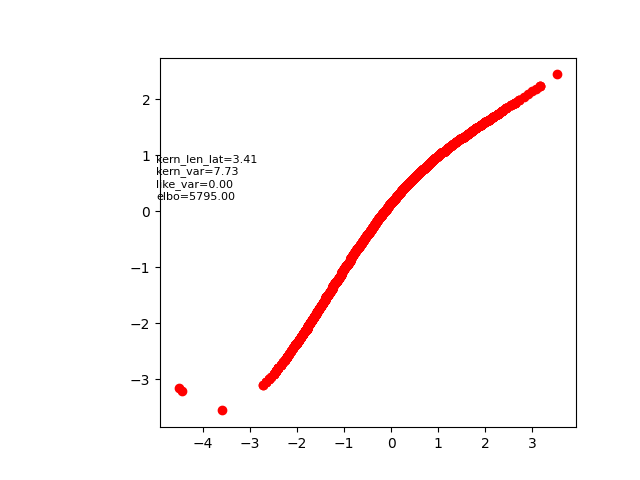 2
1
kern_len_lat=3.41
kern_var=7.73
like_var=0.00
elbo=5795.00
0
−1
−2
−3
−4 −3 −2 −1 0 1 2 3